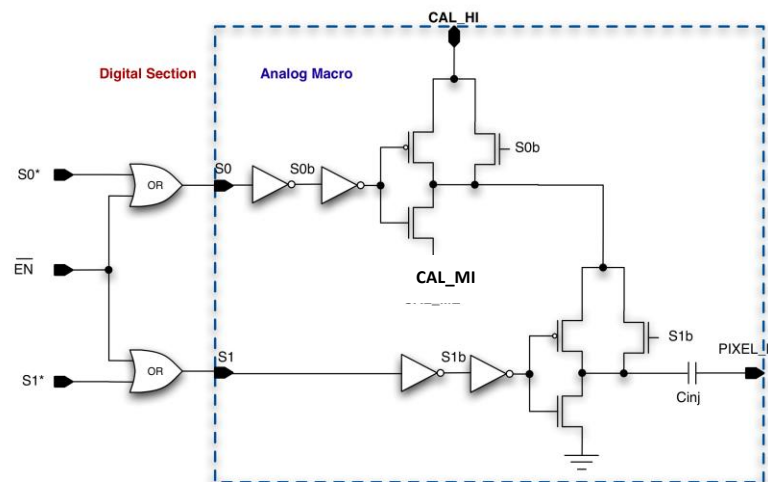 CAL_HI
Digital Section
Analog Macro
S0*
OR
S0
S0b
S0b
EN
CAL_MI
S1*
OR
S1
S1b
S1b
PIXEL_
Cinj